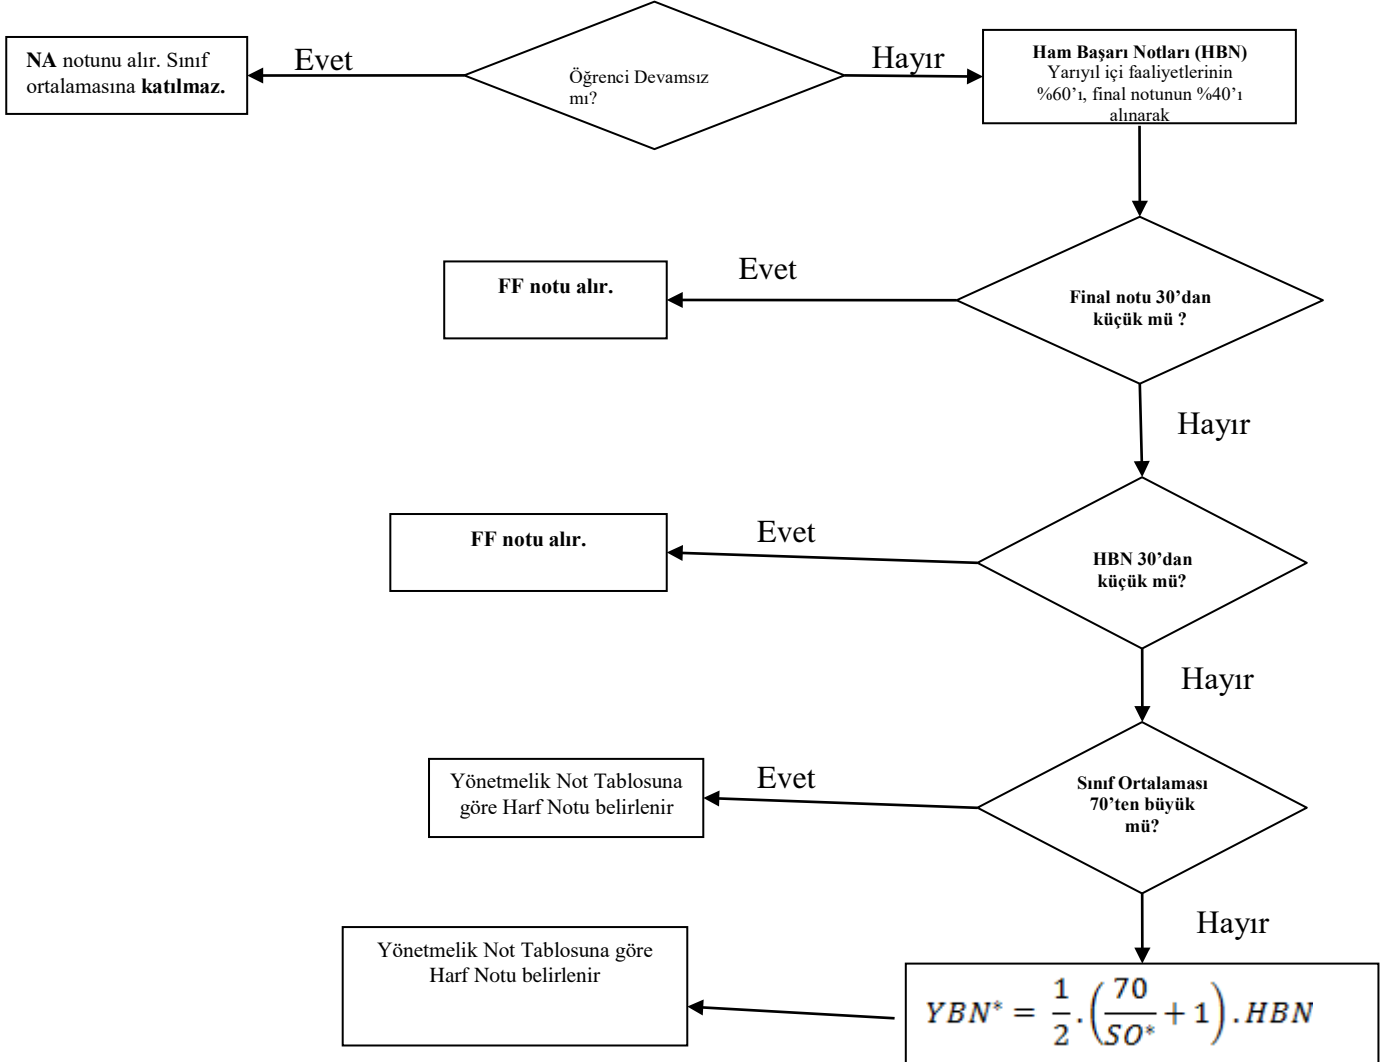 Öğrenci Devamsız
mı?
Evet
NA notunu alır. Sınıf
ortalamasına katılmaz.
Hayır
Ham Başarı Notları (HBN)
Yarıyıl içi faaliyetlerinin
%60’ı, final notunun %40’ı
alınarak
Final notu 30’dan
küçük mü ?
Evet
FF notu alır.
Hayır
HBN 30’dan
küçük mü?
Evet
FF notu alır.
Hayır
Sınıf Ortalaması
70’ten büyük
mü?
Evet
Yönetmelik Not Tablosuna
göre Harf Notu belirlenir
Hayır
YBN* = 1/2 . (70/SO* + 1) . HBN
Yönetmelik Not Tablosuna göre
Harf Notu belirlenir